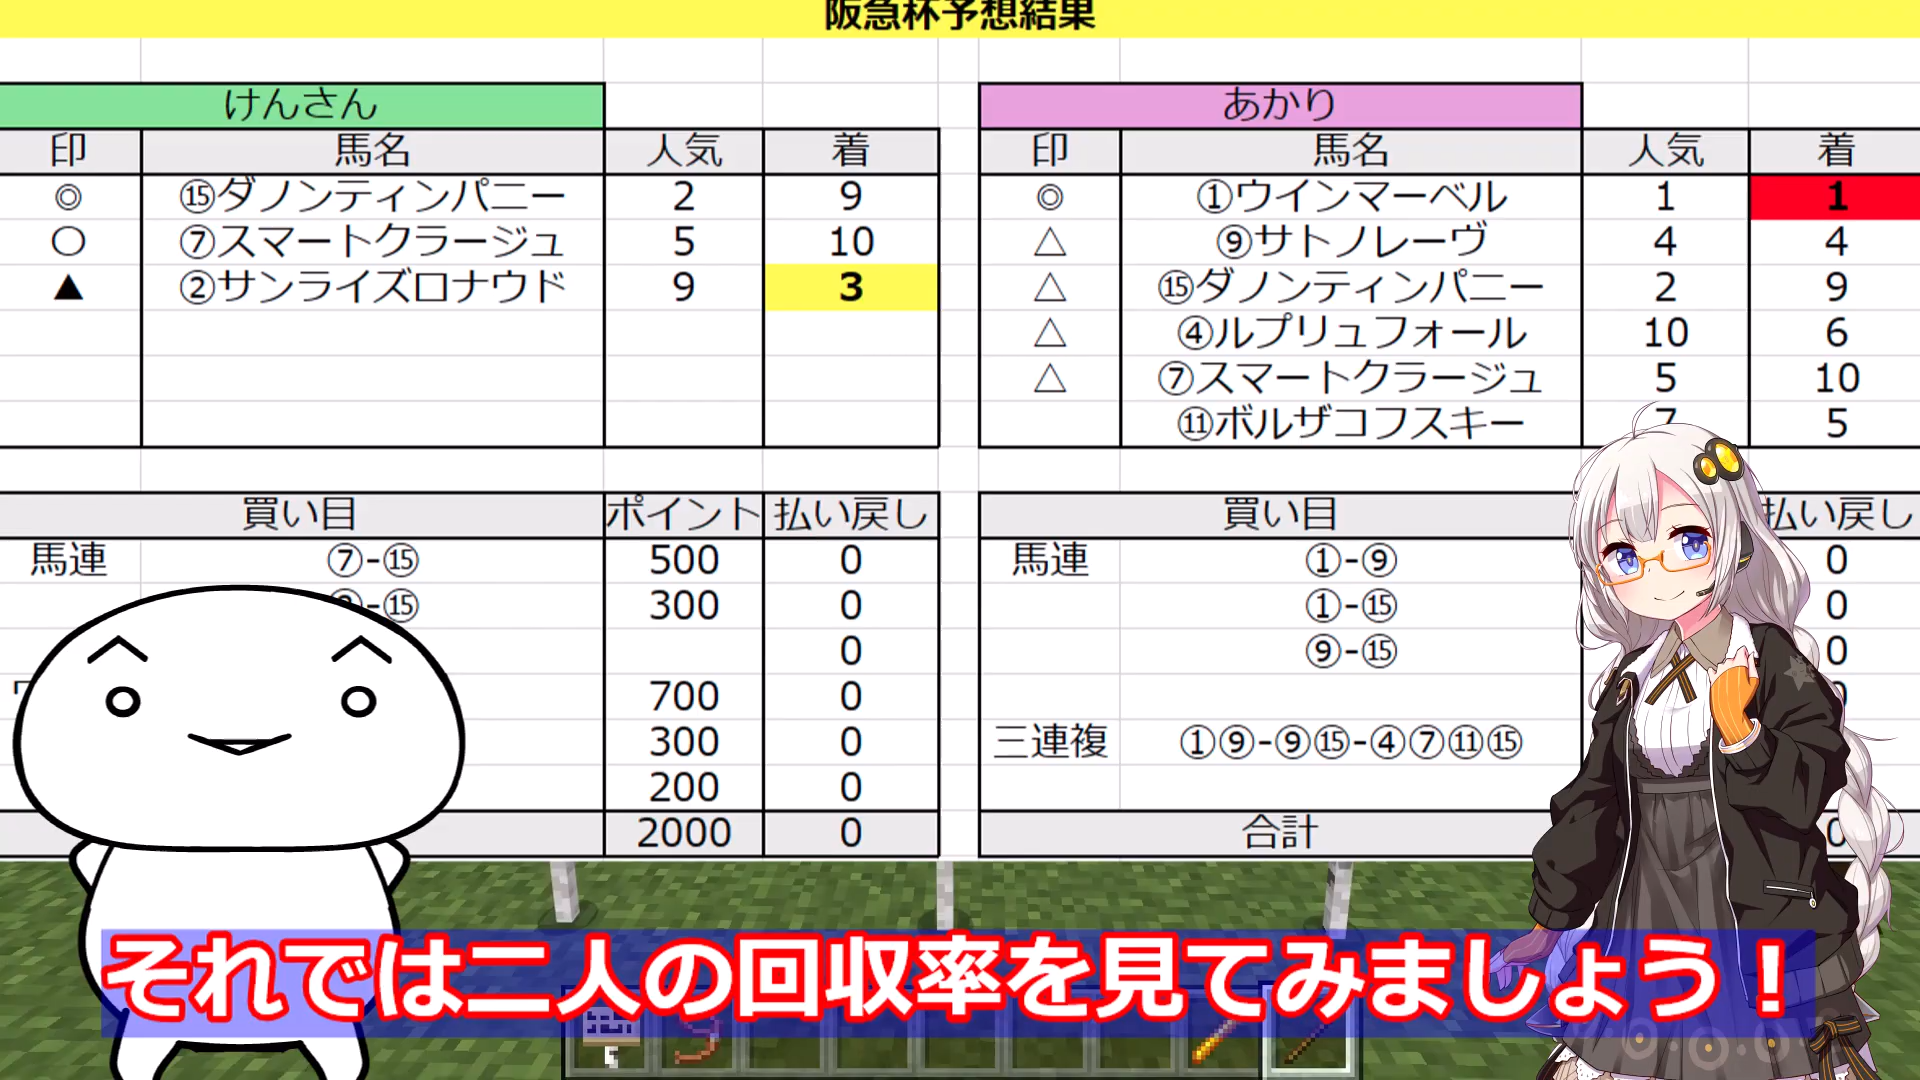 阪急杯予想結果
けんさん
印 馬名 人気 着
◎ ⑮ダノンティンパニー 2 9
〇 ⑦スマートクラージュ 5 10
▲ ②サンライズロナウド 9 3
あかり
印 馬名 人気 着
◎ ①ウインマーベル 1 1
△ ⑨サトノレーヴ 4 4
△ ⑮ダノンティンパニー 2 9
△ ④ルプリュフォール 10 6
△ ⑦スマートクラージュ 5 10
⑪ボルザコフスキー 7 5
買い目 ポイント 払い戻し
馬連 ⑦-⑮ 500 0
-⑮ 300 0
0
700 0
300 0
200 0
2000 0
買い目 払い戻し
馬連 ①-⑨ 0
①-⑮ 0
⑨-⑮ 0
三連複 ①⑨-⑨⑮-④⑦⑪⑮
合計 0
それでは二人の回収率を見てみましょう！